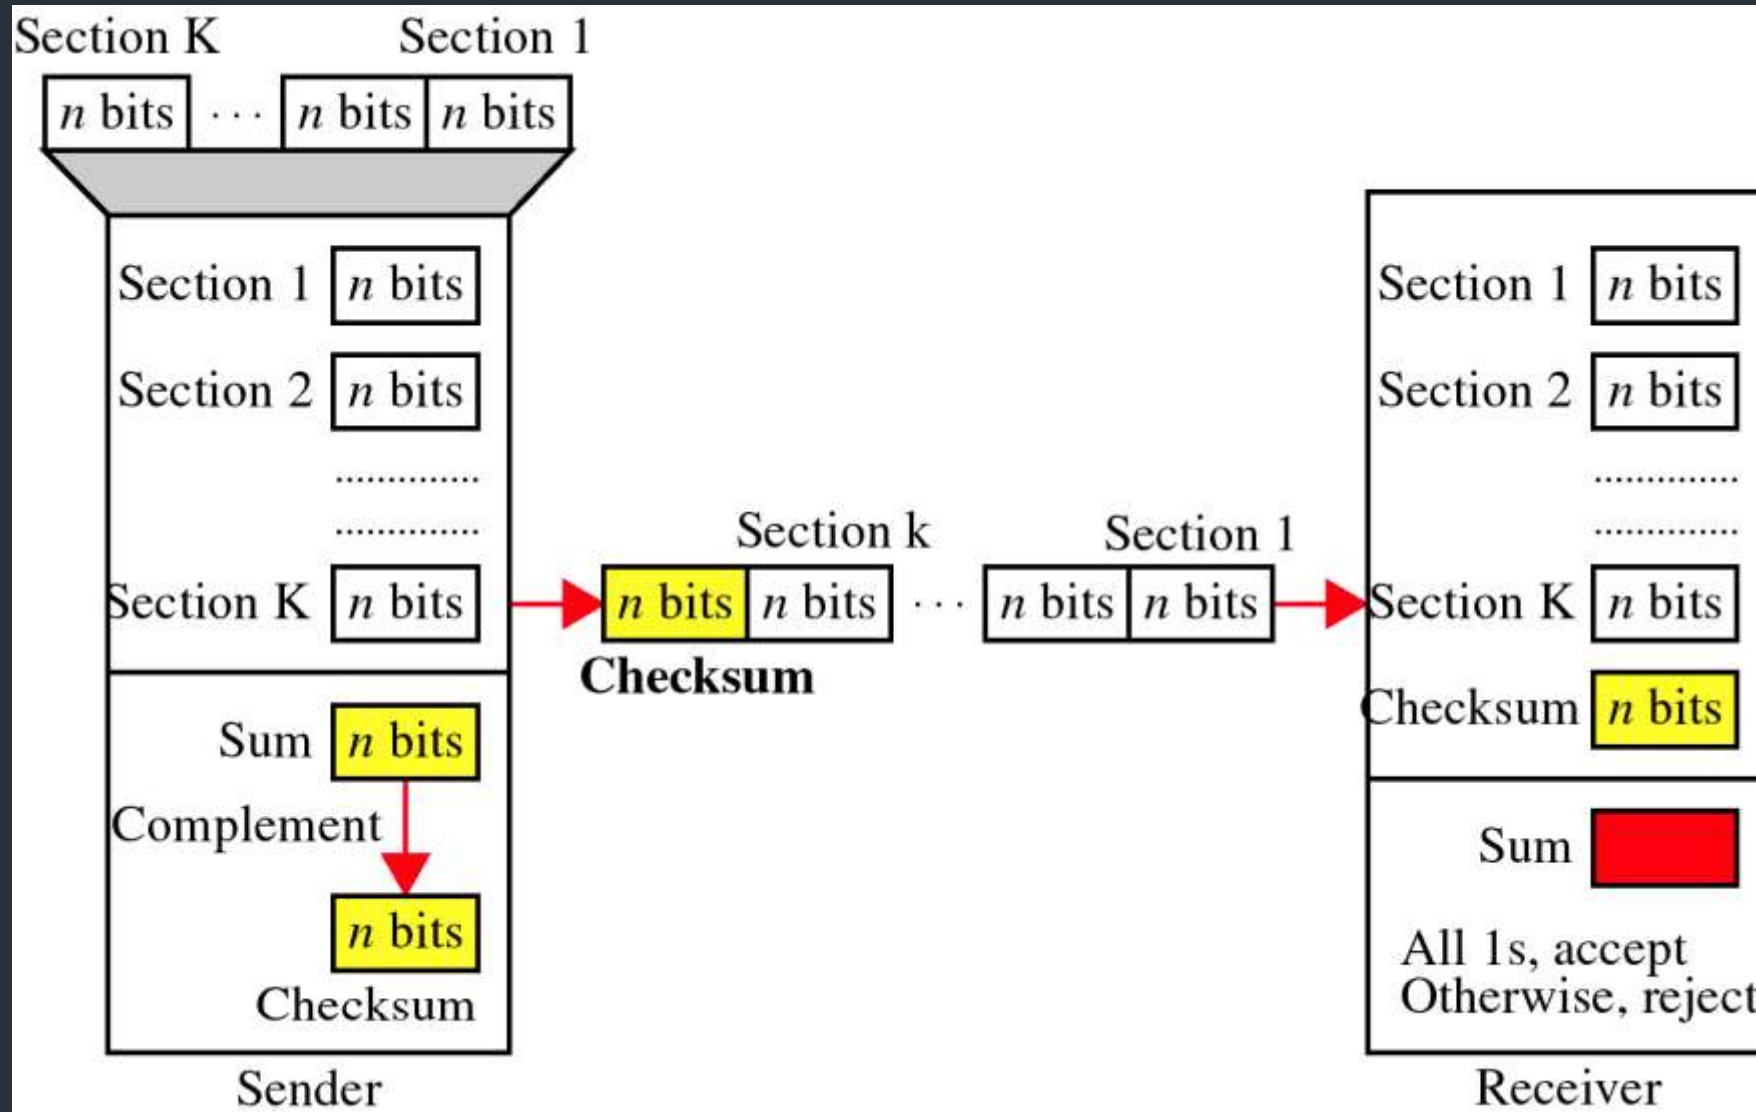 Section K Section 1
n bits ... n bits n bits
Section 1 n bits
Section 2 n bits
Section K n bits
Sum n bits
Complement
n bits
Checksum
Sender
Section k Section 1
n bits n bits ... n bits n bits
Checksum
Section 1 n bits
Section 2 n bits
Section K n bits
Checksum n bits
Sum
All 1s, accept
Otherwise, reject
Receiver